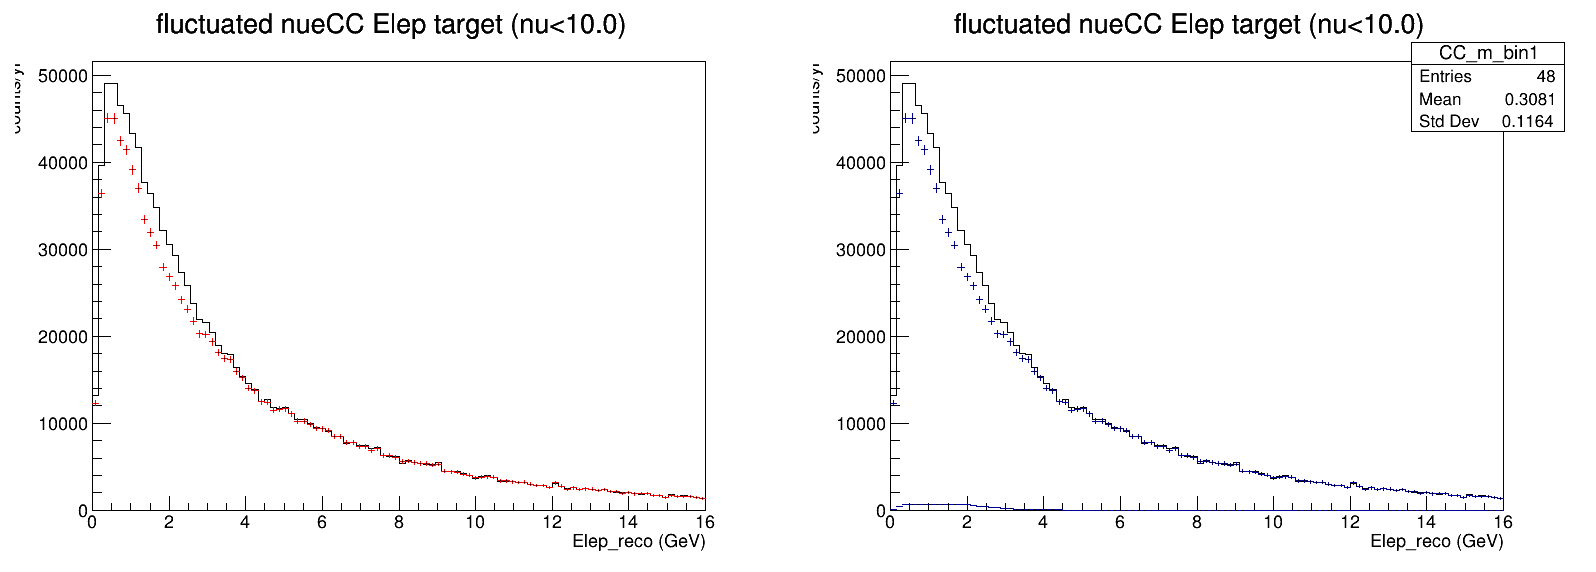 fluctuated nueCC Elep target (nu<10.0)
counts/yr
50000
40000
30000
20000
10000
0
0 2 4 6 8 10 12 14 16
Elep_reco (GeV)
fluctuated nueCC Elep target (nu<10.0)
CC_m_bin1
Entries 48
Mean 0.3081
Std Dev 0.1164
counts/yr
50000
40000
30000
20000
10000
0
0 2 4 6 8 10 12 14 16
Elep_reco (GeV)